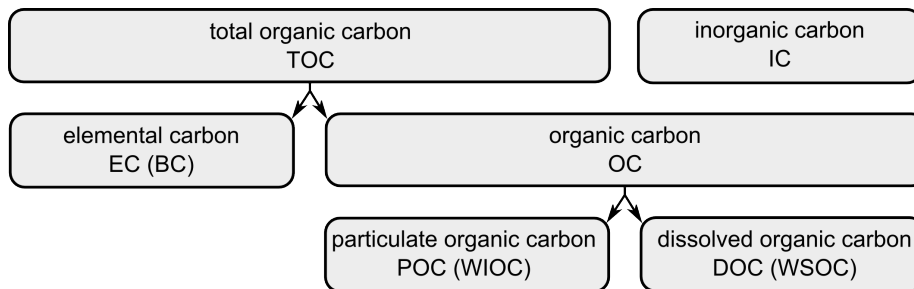 total organic carbon
TOC
inorganic carbon
IC
elemental carbon
EC (BC)
organic carbon
OC
particulate organic carbon
POC (WIOC)
dissolved organic carbon
DOC (WSOC)